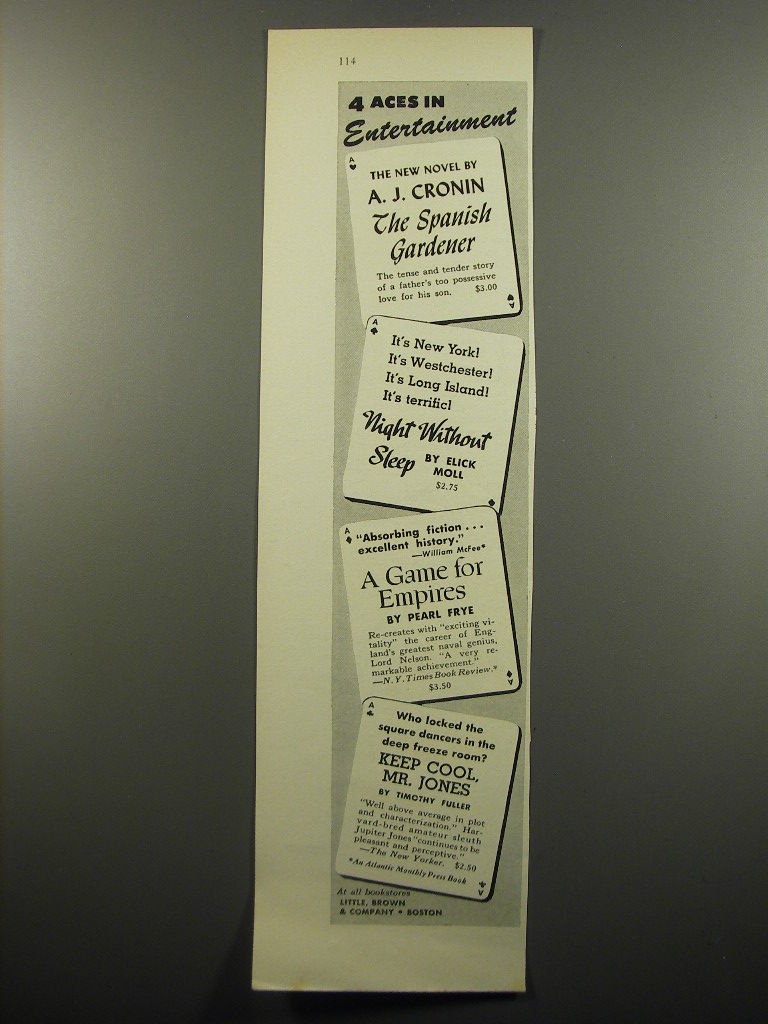 114
4 ACES IN
Entertainment
A
THE NEW NOVEL BY
A. J. CRONIN
The Spanish
Gardener
The tense and tender story
of a father's too possessive
love for his son. $3.00
A
A
It's New York!
It's Westchester!
It's Long Island!
It's terrific!
Night Without
Sleep BY ELICK
MOLL
$2.75
A
"Absorbing fiction . . .
excellent history."
—William McFee*
A Game for
Empires
BY PEARL FRYE
Re-creates with "exciting vi-
tality" the career of Eng-
land's greatest naval genius,
Lord Nelson. "A very re-
markable achievement."
—N. Y. Times Book Review.*
$3.50
A
A
Who locked the
square dancers in the
deep freeze room?
KEEP COOL,
MR. JONES
BY TIMOTHY FULLER
"Well above average in plot
and characterization." Har-
vard-bred amateur sleuth
Jupiter Jones "continues to be
pleasant and perceptive."
—The New Yorker. $2.50
*An Atlantic Monthly Press Book
A
At all bookstores
LITTLE, BROWN
& COMPANY • BOSTON